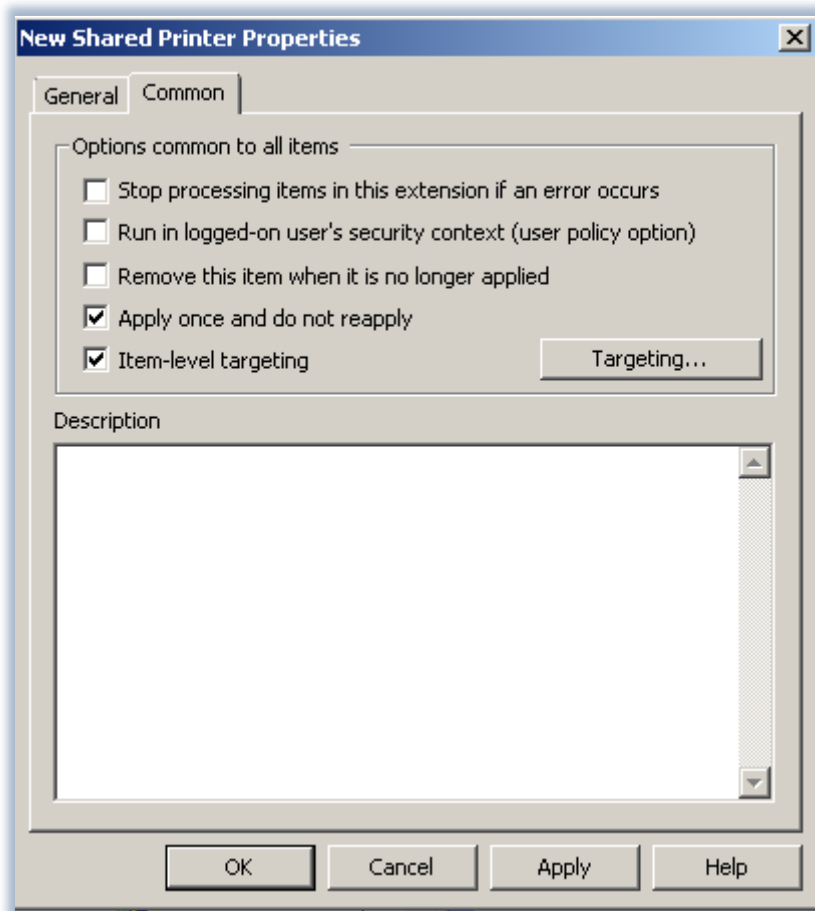 New Shared Printer Properties
General Common
Options common to all items
Stop processing items in this extension if an error occurs
Run in logged-on user's security context (user policy option)
Remove this item when it is no longer applied
Apply once and do not reapply
Item-level targeting Targeting...
Description
OK Cancel Apply Help